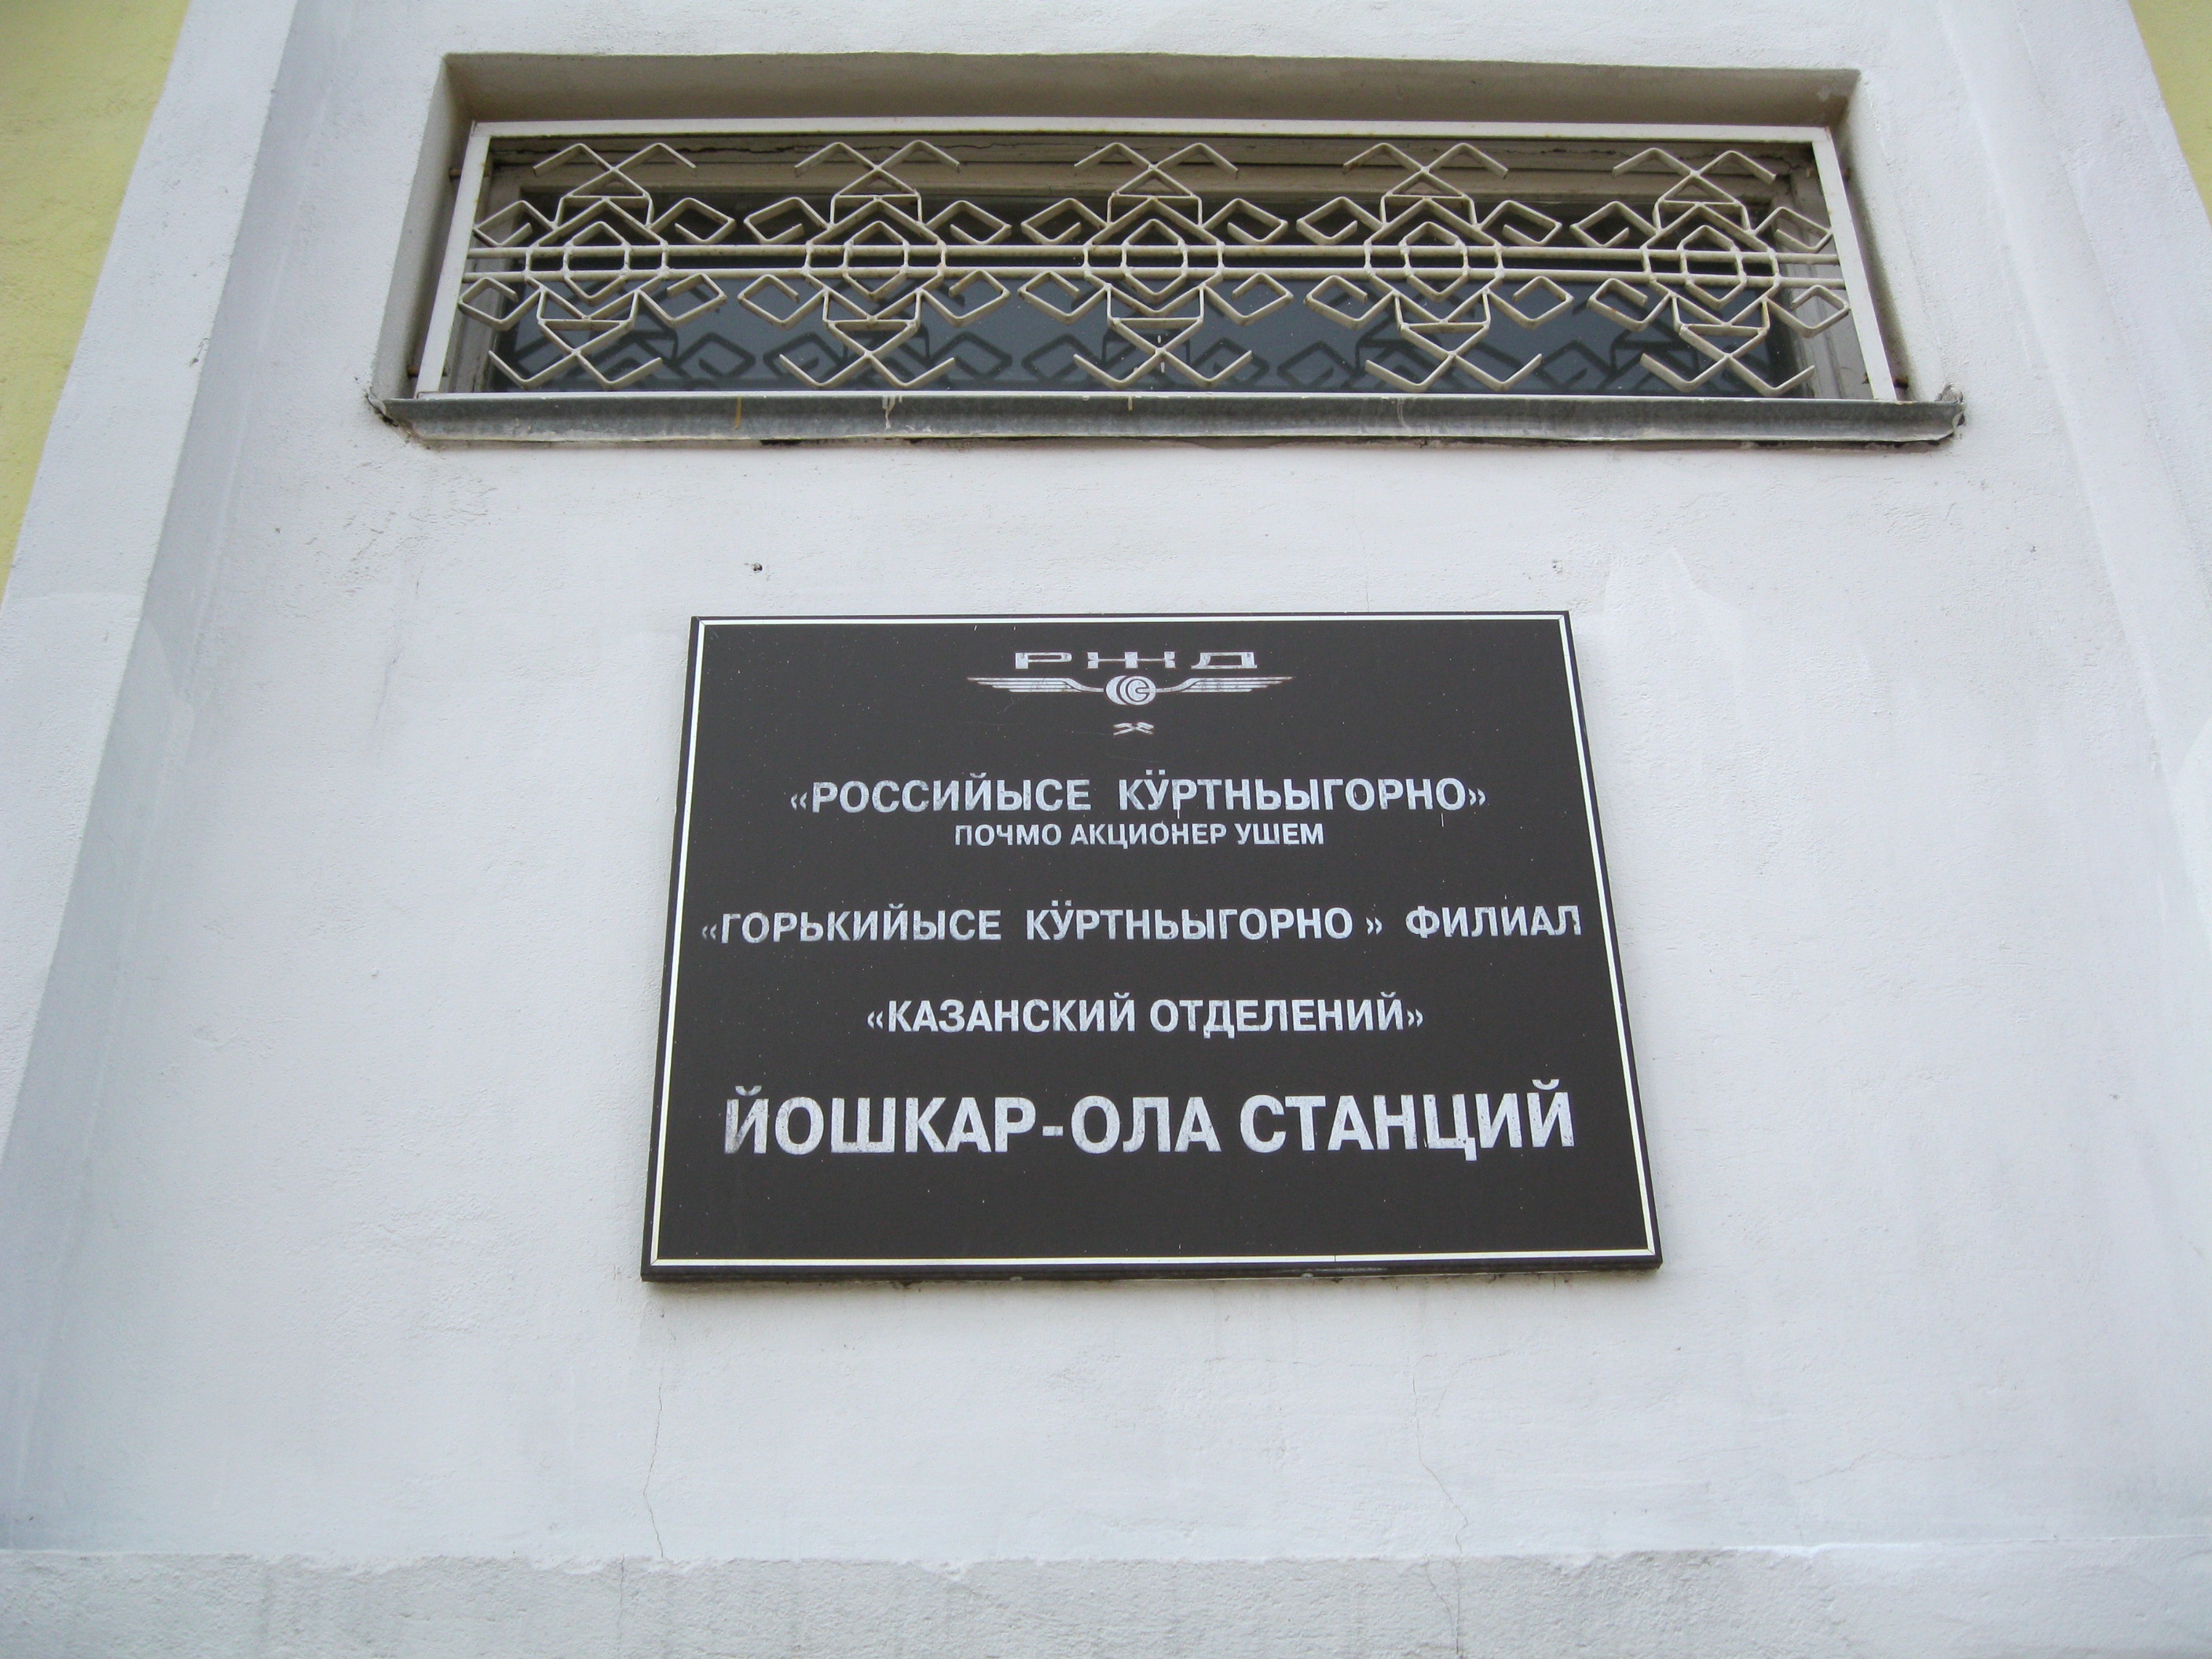 РЖД
«РОССИЙЫСЕ КӰРТНЬЫГОРНО»
ПОЧМО АКЦИОНЕР УШЕМ
«ГОРЬКИЙЫСЕ КӰРТНЬЫГОРНО» ФИЛИАЛ
«КАЗАНСКИЙ ОТДЕЛЕНИЙ»
ЙОШКАР-ОЛА СТАНЦИЙ